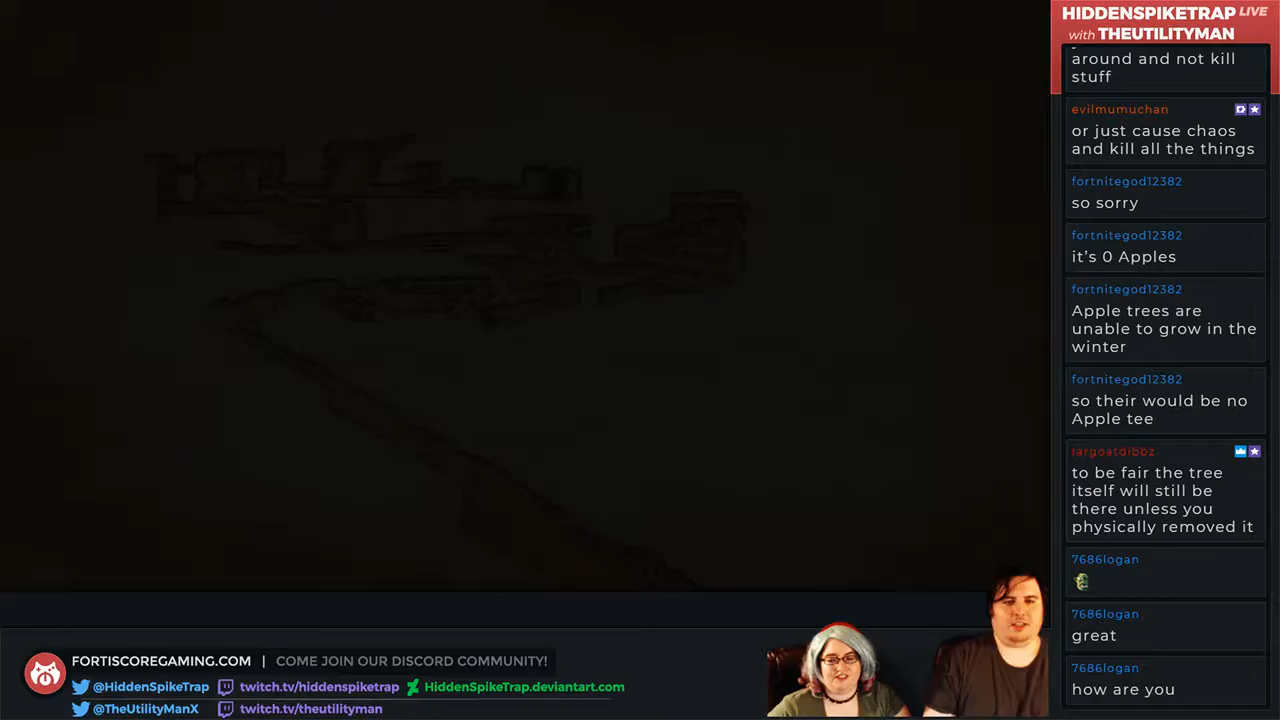 HIDDENSPIKETRAP LIVE
with THEUTILITYMAN
around and not kill
stuff
evilmumuchan
or just cause chaos
and kill all the things
fortnitegod12382
so sorry
fortnitegod12382
it's 0 Apples
fortnitegod12382
Apple trees are
unable to grow in the
winter
fortnitegod12382
so their would be no
Apple tee
iargoatdibbz
to be fair the tree
itself will still be
there unless you
physically removed it
7686logan
7686logan
great
7686logan
how are you
FORTISCOREGAMING.COM | COME JOIN OUR DISCORD COMMUNITY!
@HiddenSpikeTrap twitch.tv/hiddenspiketrap HiddenSpikeTrap.deviantart.com
@TheUtilityManX twitch.tv/theutilityman